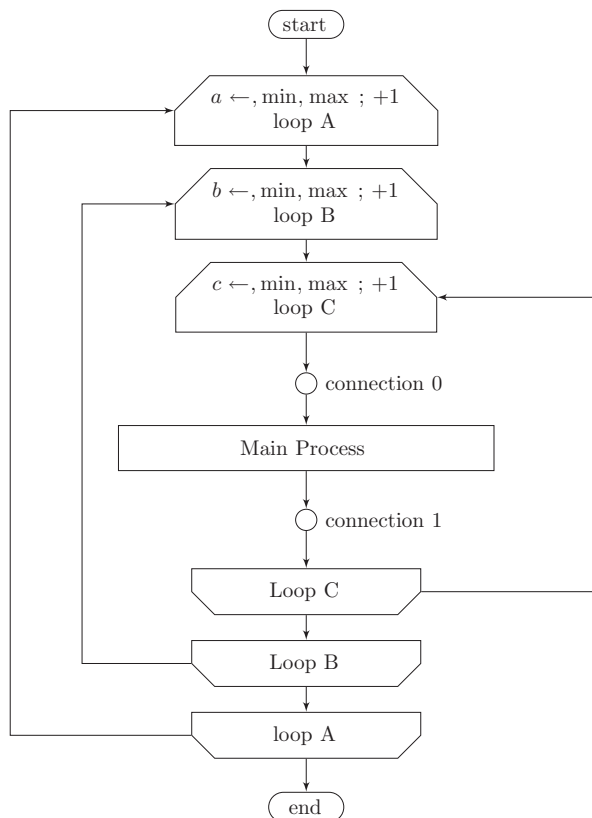 start
a ←, min, max ; +1
loop A
b ←, min, max ; +1
loop B
c ←, min, max ; +1
loop C
connection 0
Main Process
connection 1
Loop C
Loop B
loop A
end